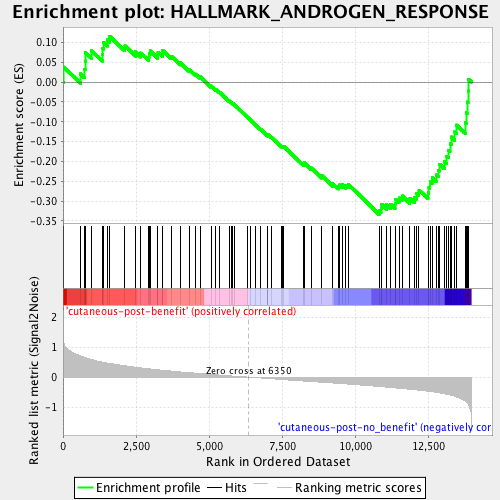 Enrichment plot: HALLMARK_ANDROGEN_RESPONSE
Enrichment score (ES)
0.10
0.05
0.00
-0.05
-0.10
-0.15
-0.20
-0.25
-0.30
-0.35
'cutaneous-post-benefit' (positively correlated)
Ranked list metric (Signal2Noise)
2
1
0
-1
Zero cross at 6350
'cutaneous-post-no_benefit' (negatively cor
0
2,500
5,000
7,500
10,000
12,500
Rank in Ordered Dataset
Enrichment profile
Hits
Ranking metric scores